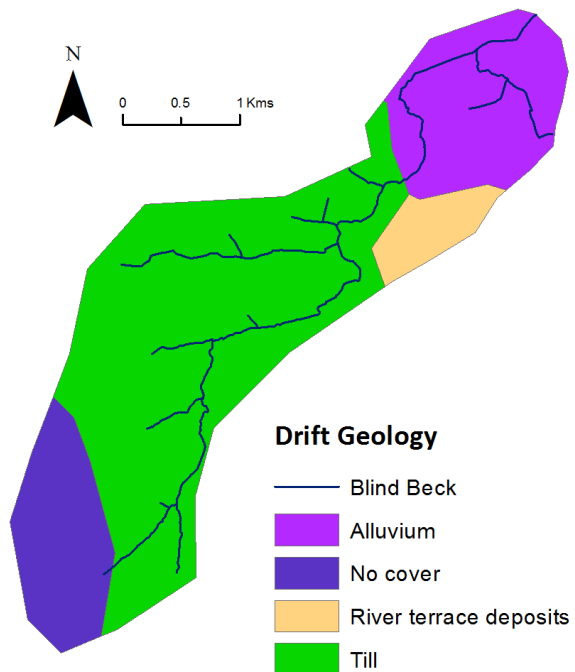 N
0 0.5 1 Kms
Drift Geology
Blind Beck
Alluvium
No cover
River terrace deposits
Till